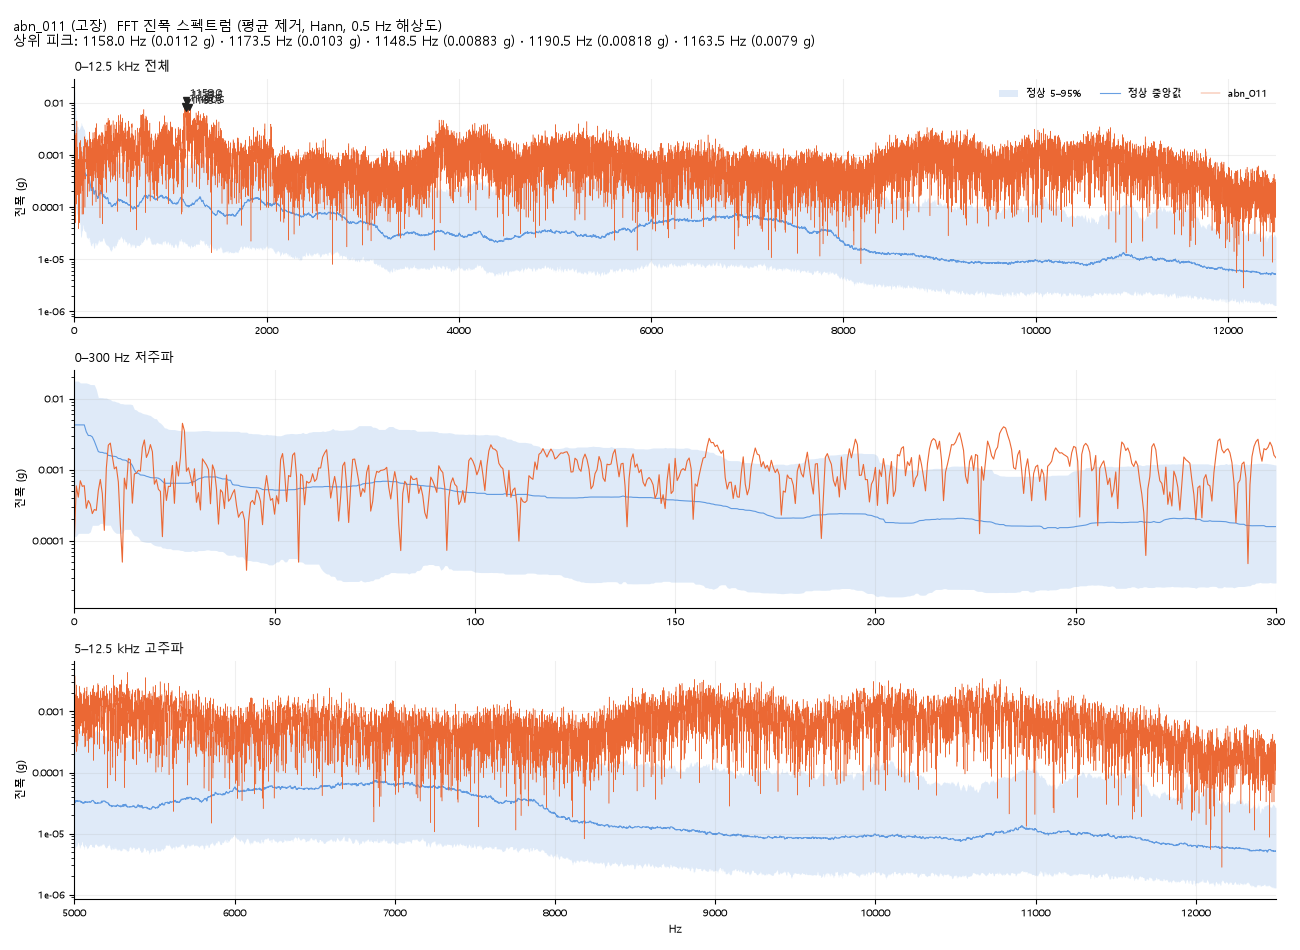 abn_011 (고장)  FFT 진폭 스펙트럼 (평균 제거, Hann, 0.5 Hz 해상도)
상위 피크: 1158.0 Hz (0.0112 g) · 1173.5 Hz (0.0103 g) · 1148.5 Hz (0.00883 g) · 1190.5 Hz (0.00818 g) · 1163.5 Hz (0.0079 g)
0–12.5 kHz 전체
정상 5–95% 정상 중앙값 abn_011
진폭 (g)
0.01
0.001
0.0001
1e-05
1e-06
0 2000 4000 6000 8000 10000 12000
0–300 Hz 저주파
진폭 (g)
0.01
0.001
0.0001
0 50 100 150 200 250 300
5–12.5 kHz 고주파
진폭 (g)
0.001
0.0001
1e-05
1e-06
5000 6000 7000 8000 9000 10000 11000 12000
Hz